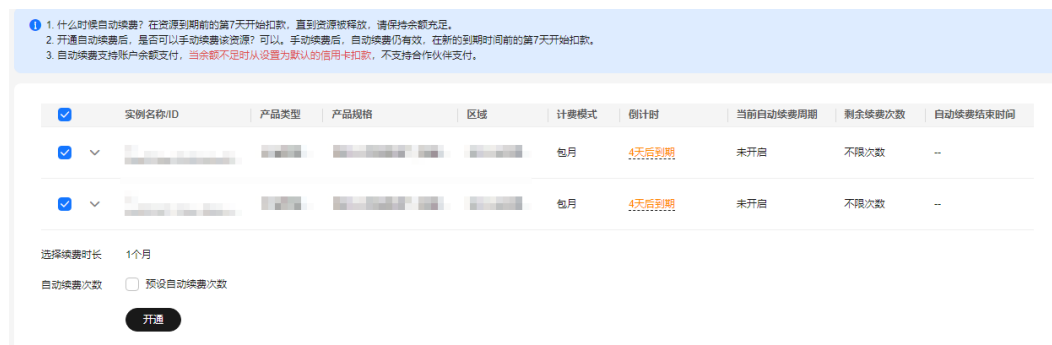 1. 什么时候自动续费？在资源到期前的第7天开始扣款，直到资源被释放，请保持余额充足。
2. 开通自动续费后，是否可以手动续费该资源？可以。手动续费后，自动续费仍有效，在新的到期时间前的第7天开始扣款。
3. 自动续费支持账户余额支付，当余额不足时从设置为默认的信用卡扣款，不支持合作伙伴支付。
实例名称/ID 产品类型 产品规格 区域 计费模式 倒计时 当前自动续费周期 剩余续费次数 自动续费结束时间
包月 4天后到期 未开启 不限次数 --
包月 4天后到期 未开启 不限次数 --
选择续费时长 1个月
自动续费次数 预设自动续费次数
开通